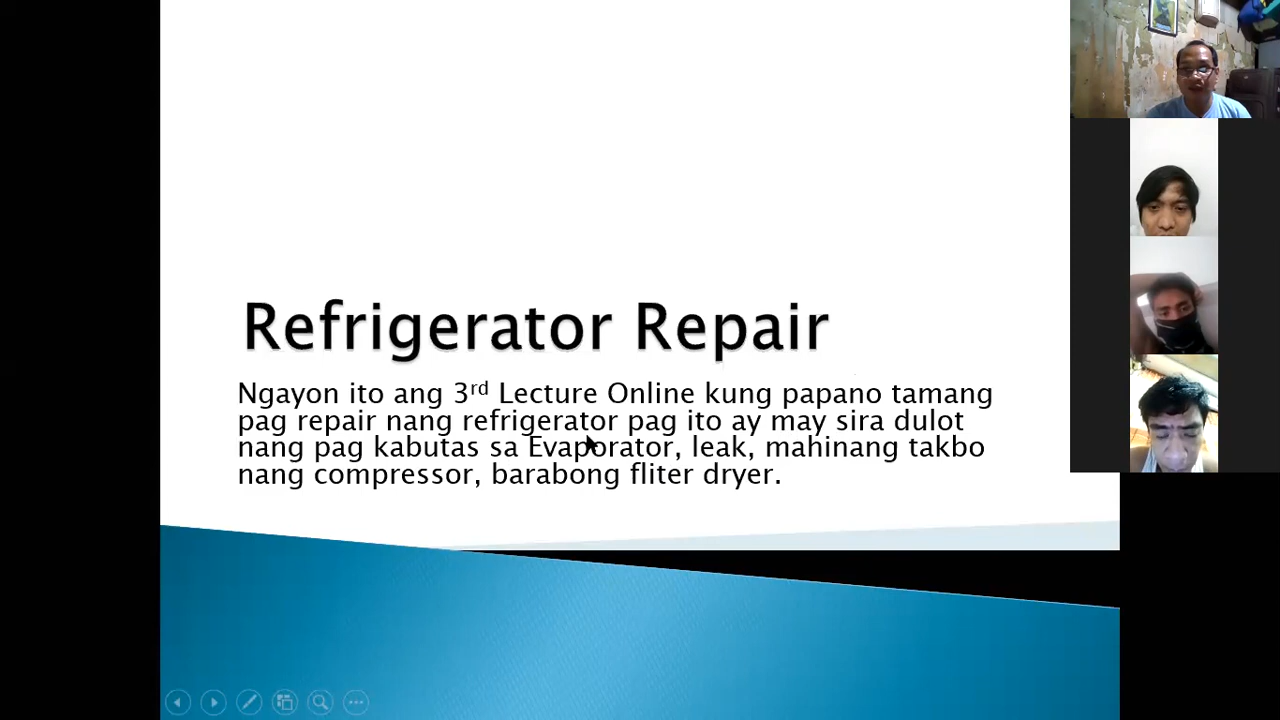 Refrigerator Repair
Ngayon ito ang 3rd Lecture Online kung papano tamang
pag repair nang refrigerator pag ito ay may sira dulot
nang pag kabutas sa Evaporator, leak, mahinang takbo
nang compressor, barabong fliter dryer.